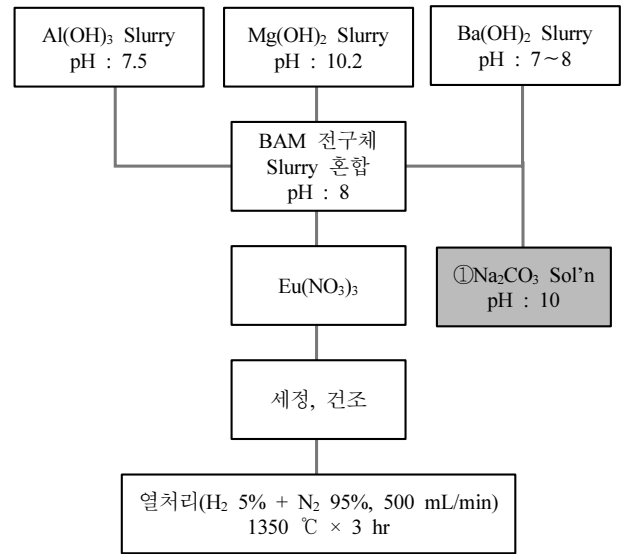 Al(OH)₃ Slurry
pH : 7.5
Mg(OH)₂ Slurry
pH : 10.2
Ba(OH)₂ Slurry
pH : 7~8
BAM 전구체
Slurry 혼합
pH : 8
①Na₂CO₃ Sol’n
pH : 10
Eu(NO₃)₃
세정, 건조
열처리(H₂ 5% + N₂ 95%, 500 mL/min)
1350 ℃ × 3 hr